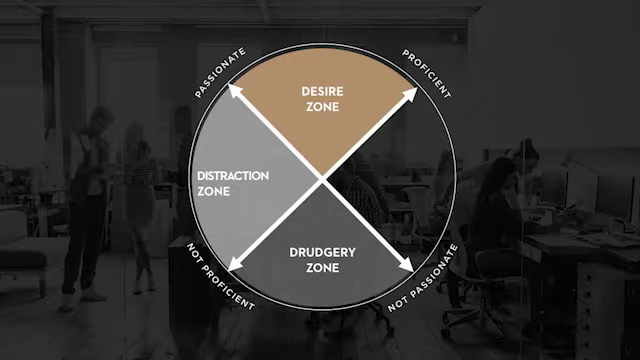 PASSIONATE
PROFICIENT
DESIRE
ZONE
DISTRACTION
ZONE
DRUDGERY
ZONE
NOT PROFICIENT
NOT PASSIONATE